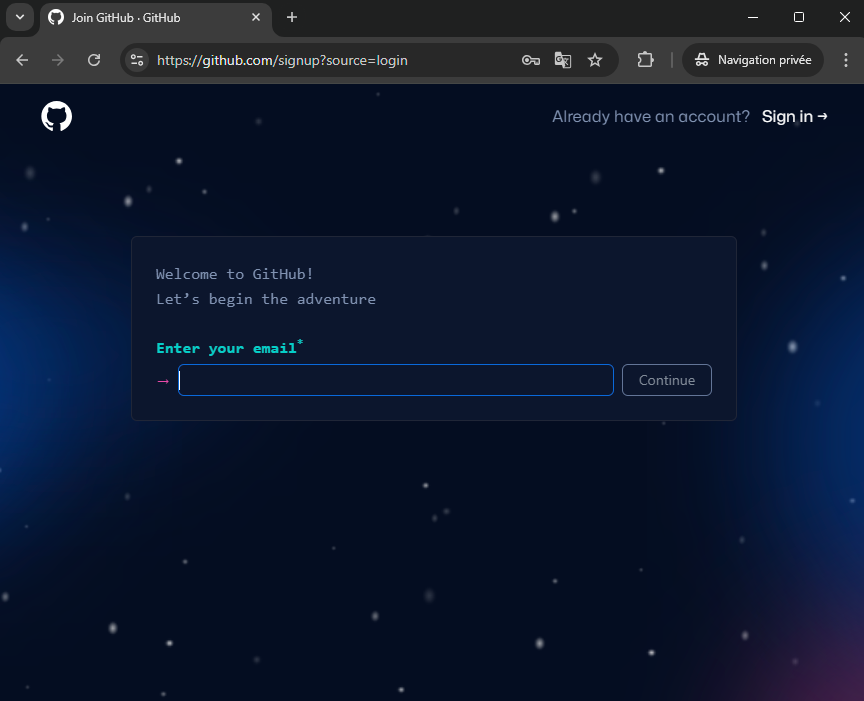 Join GitHub · GitHub
https://github.com/signup?source=login
Navigation privée
Already have an account? Sign in →
Welcome to GitHub!
Let’s begin the adventure
Enter your email*
→
Continue